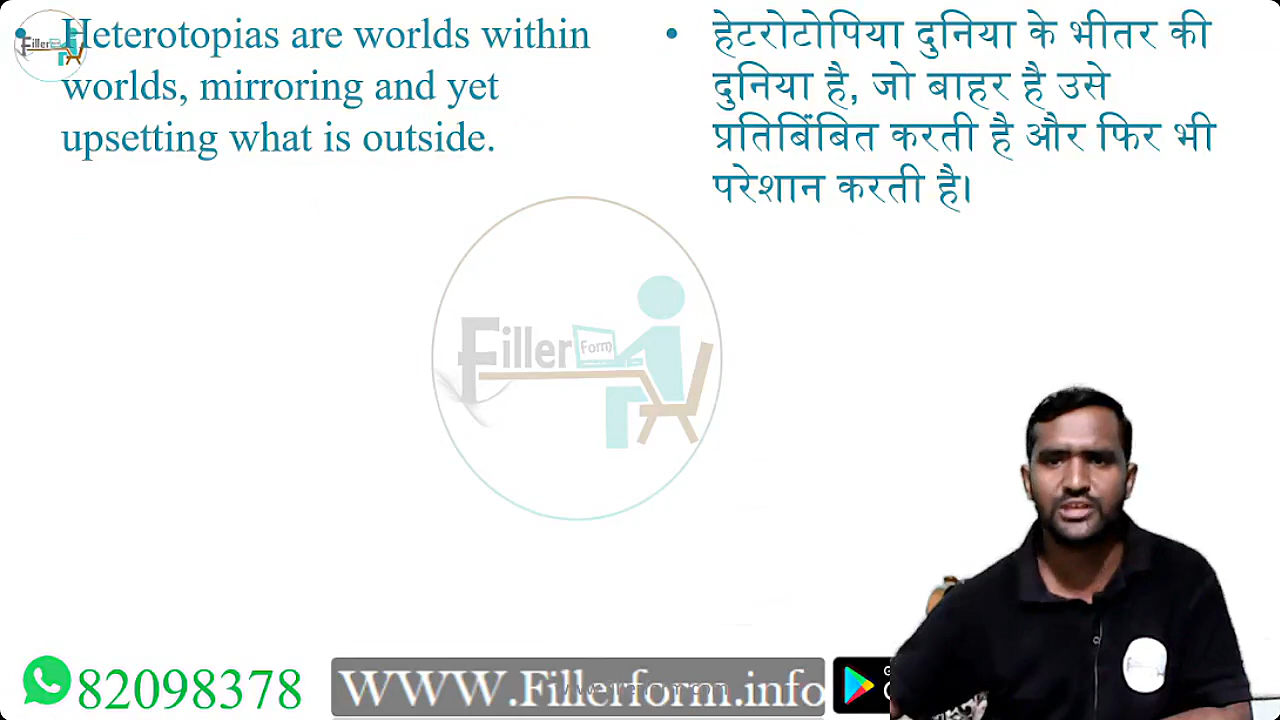 Heterotopias are worlds within
worlds, mirroring and yet
upsetting what is outside.
हेटरोटोपिया दुनिया के भीतर की
दुनिया है, जो बाहर है उसे
प्रतिबिंबित करती है और फिर भी
परेशान करती है।
Filler Form
82098378
WWW.Fillerform.info